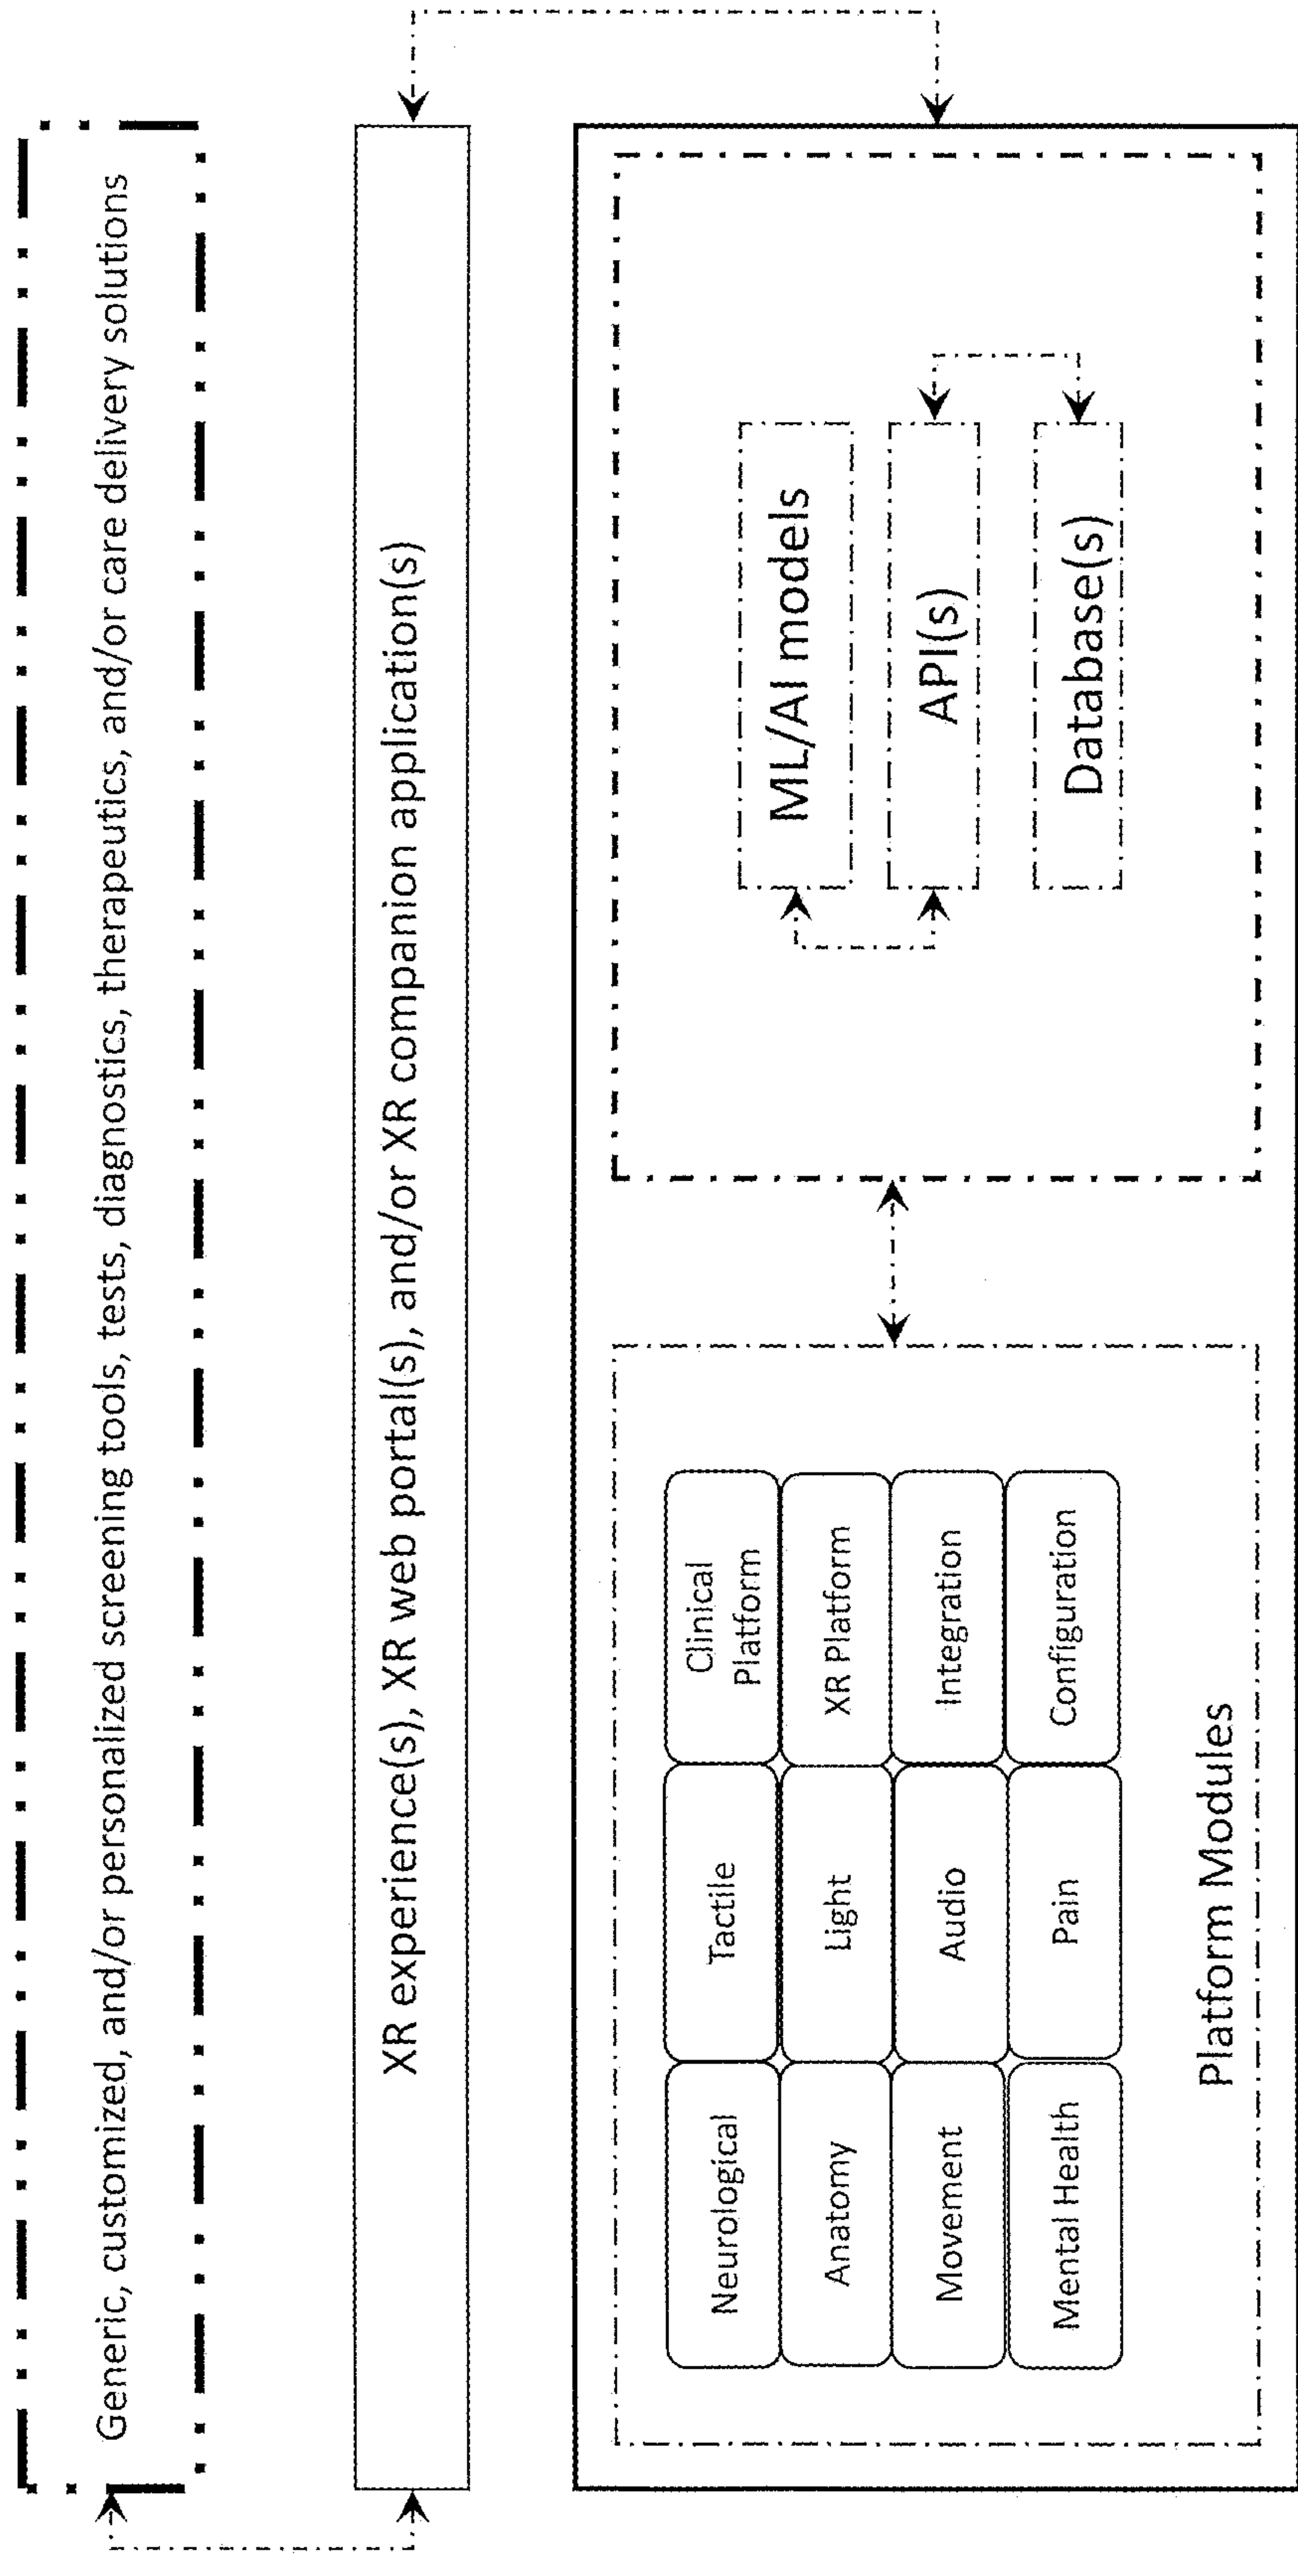 Generic, customized, and/or personalized screening tools, tests, diagnostics, therapeutics, and/or care delivery solutions
XR experience(s), XR web portal(s), and/or XR companion application(s)
Neurological
Tactile
Clinical
Platform
Anatomy
Light
XR Platform
Movement
Audio
Integration
Mental Health
Pain
Configuration
Platform Modules
ML/AI models
API(s)
Database(s)